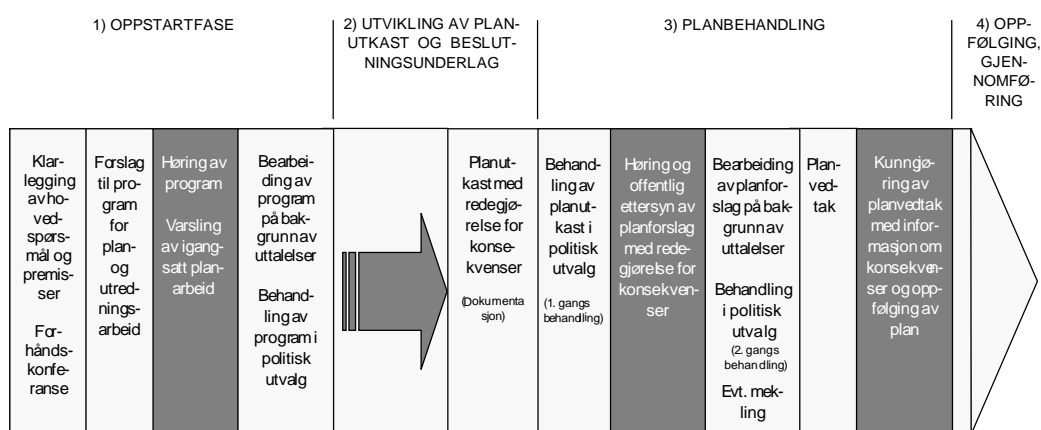 1) OPPSTARTFASE
2) UTVIKLING AV PLAN-
UTKAST OG BESLUT-
NINGSUNDERLAG
3) PLANBEHANDLING
4) OPP-
FØLGING,
GJEN-
NOMFØ-
RING
Klar-
legging
av ho-
ved-
spørs-
mål og
premis-
ser
For-
hånds-
konfe-
ranse
Forslag
til pro-
gram
for
plan-
og
utred-
nings-
arbeid
Høring av
program
Varsling
av igang-
satt plan-
arbeid
Bearbei-
ding av
program
på bak-
grunn av
uttalelser
Behand-
ling av
program i
politisk
utvalg
Planut-
kast med
redegjø-
relse for
konse-
kvenser
(Dokumenta
sjon)
Behand-
ling av
planut-
kast i
politisk
utvalg
(1. gangs
behandling)
Høring og
offentlig
ettersyn av
planforslag
med rede-
gjørelse for
konsekven-
ser
Bearbeiding
av planfor-
slag på bak-
grunn av
uttalelser
Behandling
i politisk
utvalg
(2. gangs
behandling)
Evt. mek-
ling
Plan-
ved-
tak
Kunngjø-
ring av
planvedtak
med infor-
masjon om
konsekven-
ser og opp-
følging av
plan